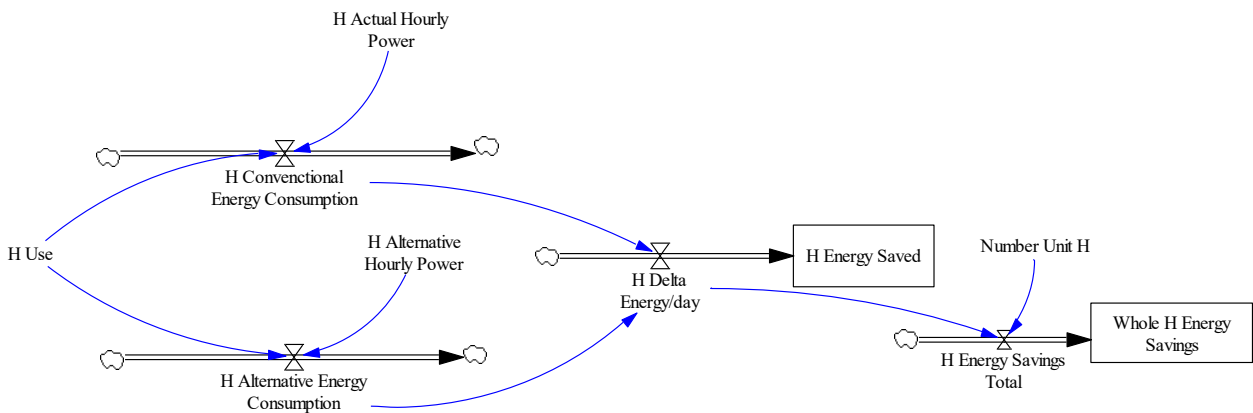 H Actual Hourly
Power
H Convenctional
Energy Consumption
H Use
H Alternative
Hourly Power
H Energy Saved
Number Unit H
H Delta
Energy/day
Whole H Energy
Savings
H Energy Savings
Total
H Alternative Energy
Consumption